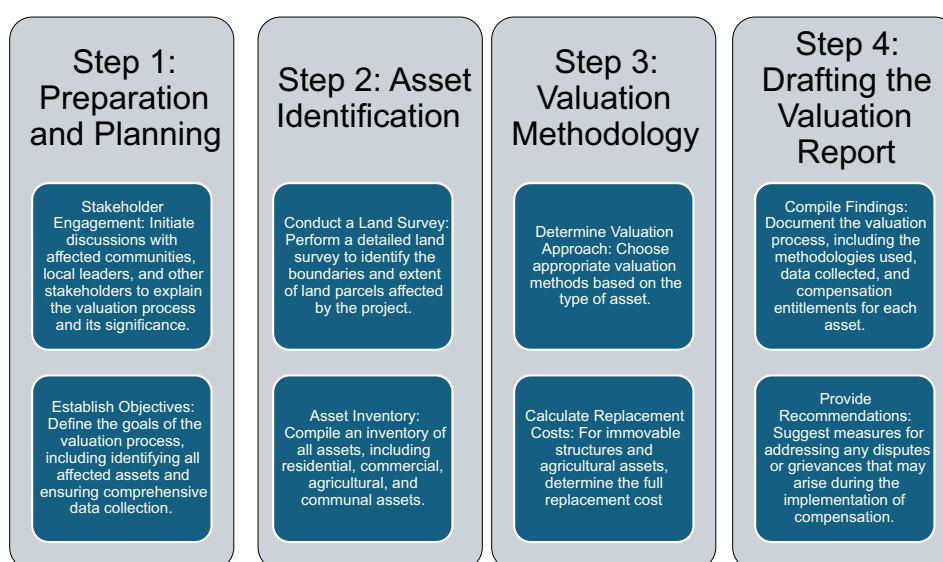 Step 1:
Preparation
and Planning
Stakeholder
Engagement: Initiate
discussions with
affected communities,
local leaders, and other
stakeholders to explain
the valuation process
and its significance.
Establish Objectives:
Define the goals of the
valuation process,
including identifying all
affected assets and
ensuring comprehensive
data collection.
Step 2: Asset
Identification
Conduct a Land Survey:
Perform a detailed land
survey to identify the
boundaries and extent
of land parcels affected
by the project.
Asset Inventory:
Compile an inventory of
all assets, including
residential, commercial,
agricultural, and
communal assets.
Step 3:
Valuation
Methodology
Determine Valuation
Approach: Choose
appropriate valuation
methods based on the
type of asset.
Calculate Replacement
Costs: For immovable
structures and
agricultural assets,
determine the full
replacement cost
Step 4:
Drafting the
Valuation
Report
Compile Findings:
Document the valuation
process, including the
methodologies used,
data collected, and
compensation
entitlements for each
asset.
Provide
Recommendations:
Suggest measures for
addressing any disputes
or grievances that may
arise during the
implementation of
compensation.